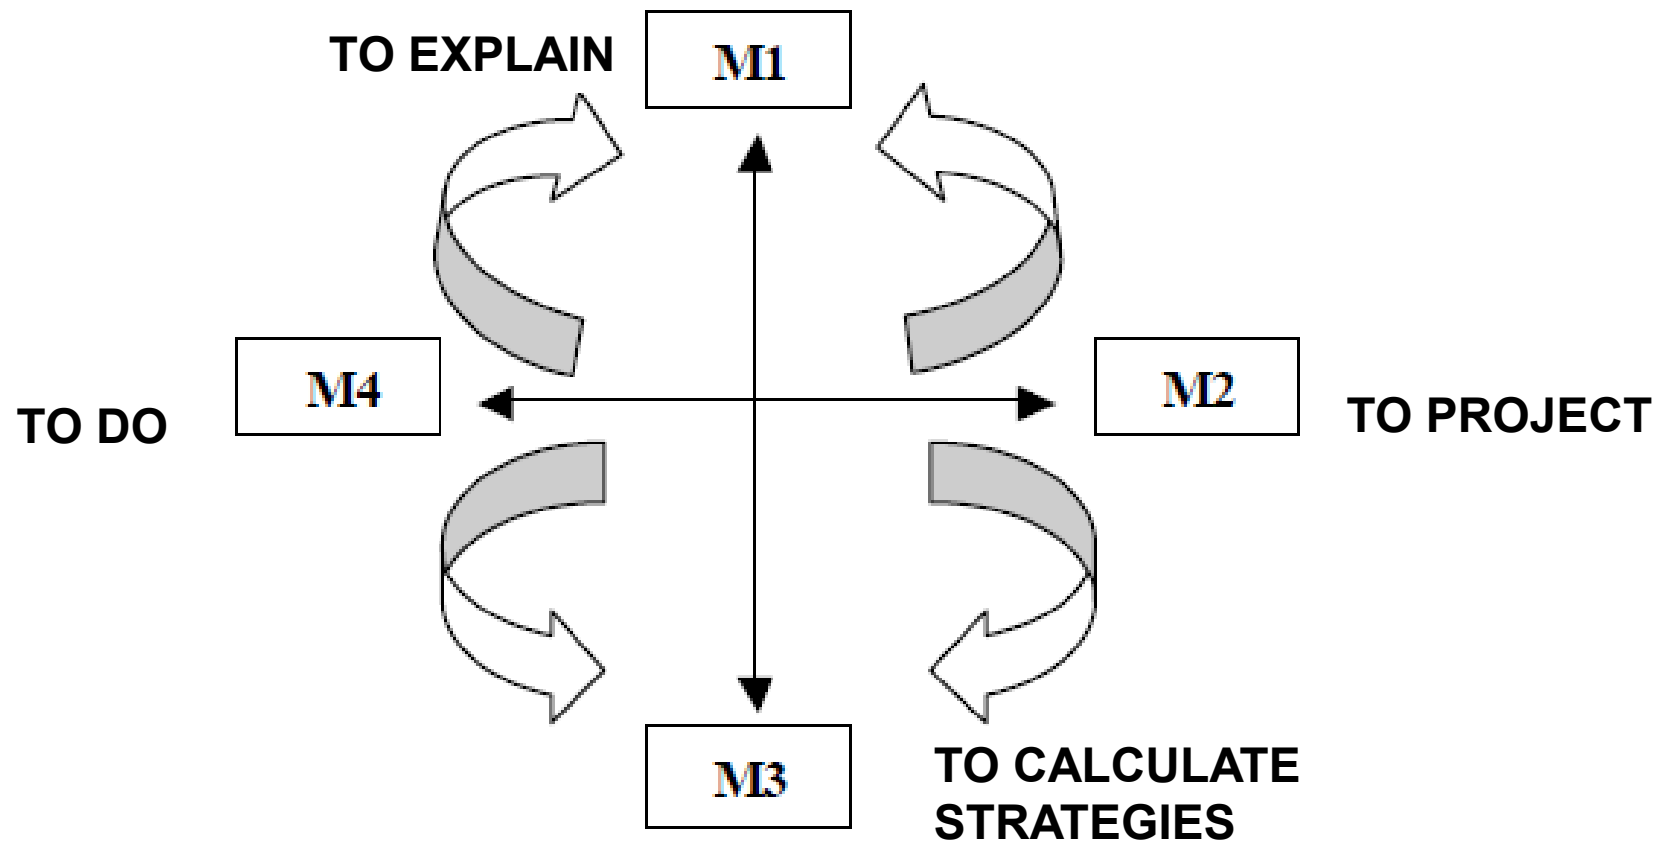 TO EXPLAIN
M1
M4
M2
TO DO
TO PROJECT
M3
TO CALCULATE
STRATEGIES